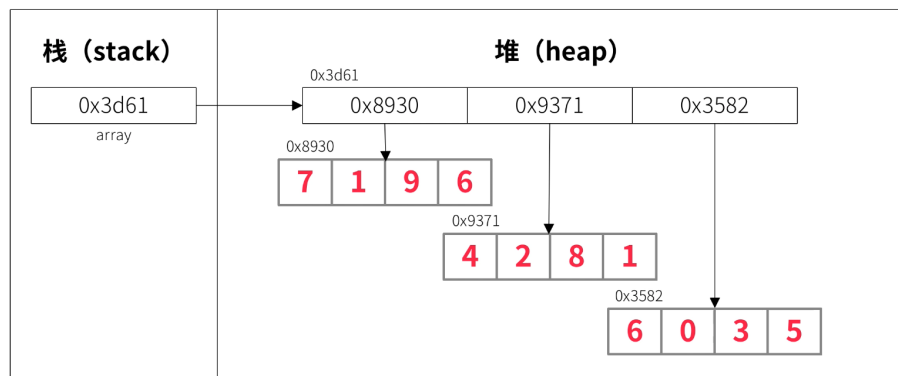 栈（stack）
堆（heap）
0x3d61
0x3d61
0x8930 0x9371 0x3582
array
0x8930
7 1 9 6
0x9371
4 2 8 1
0x3582
6 0 3 5